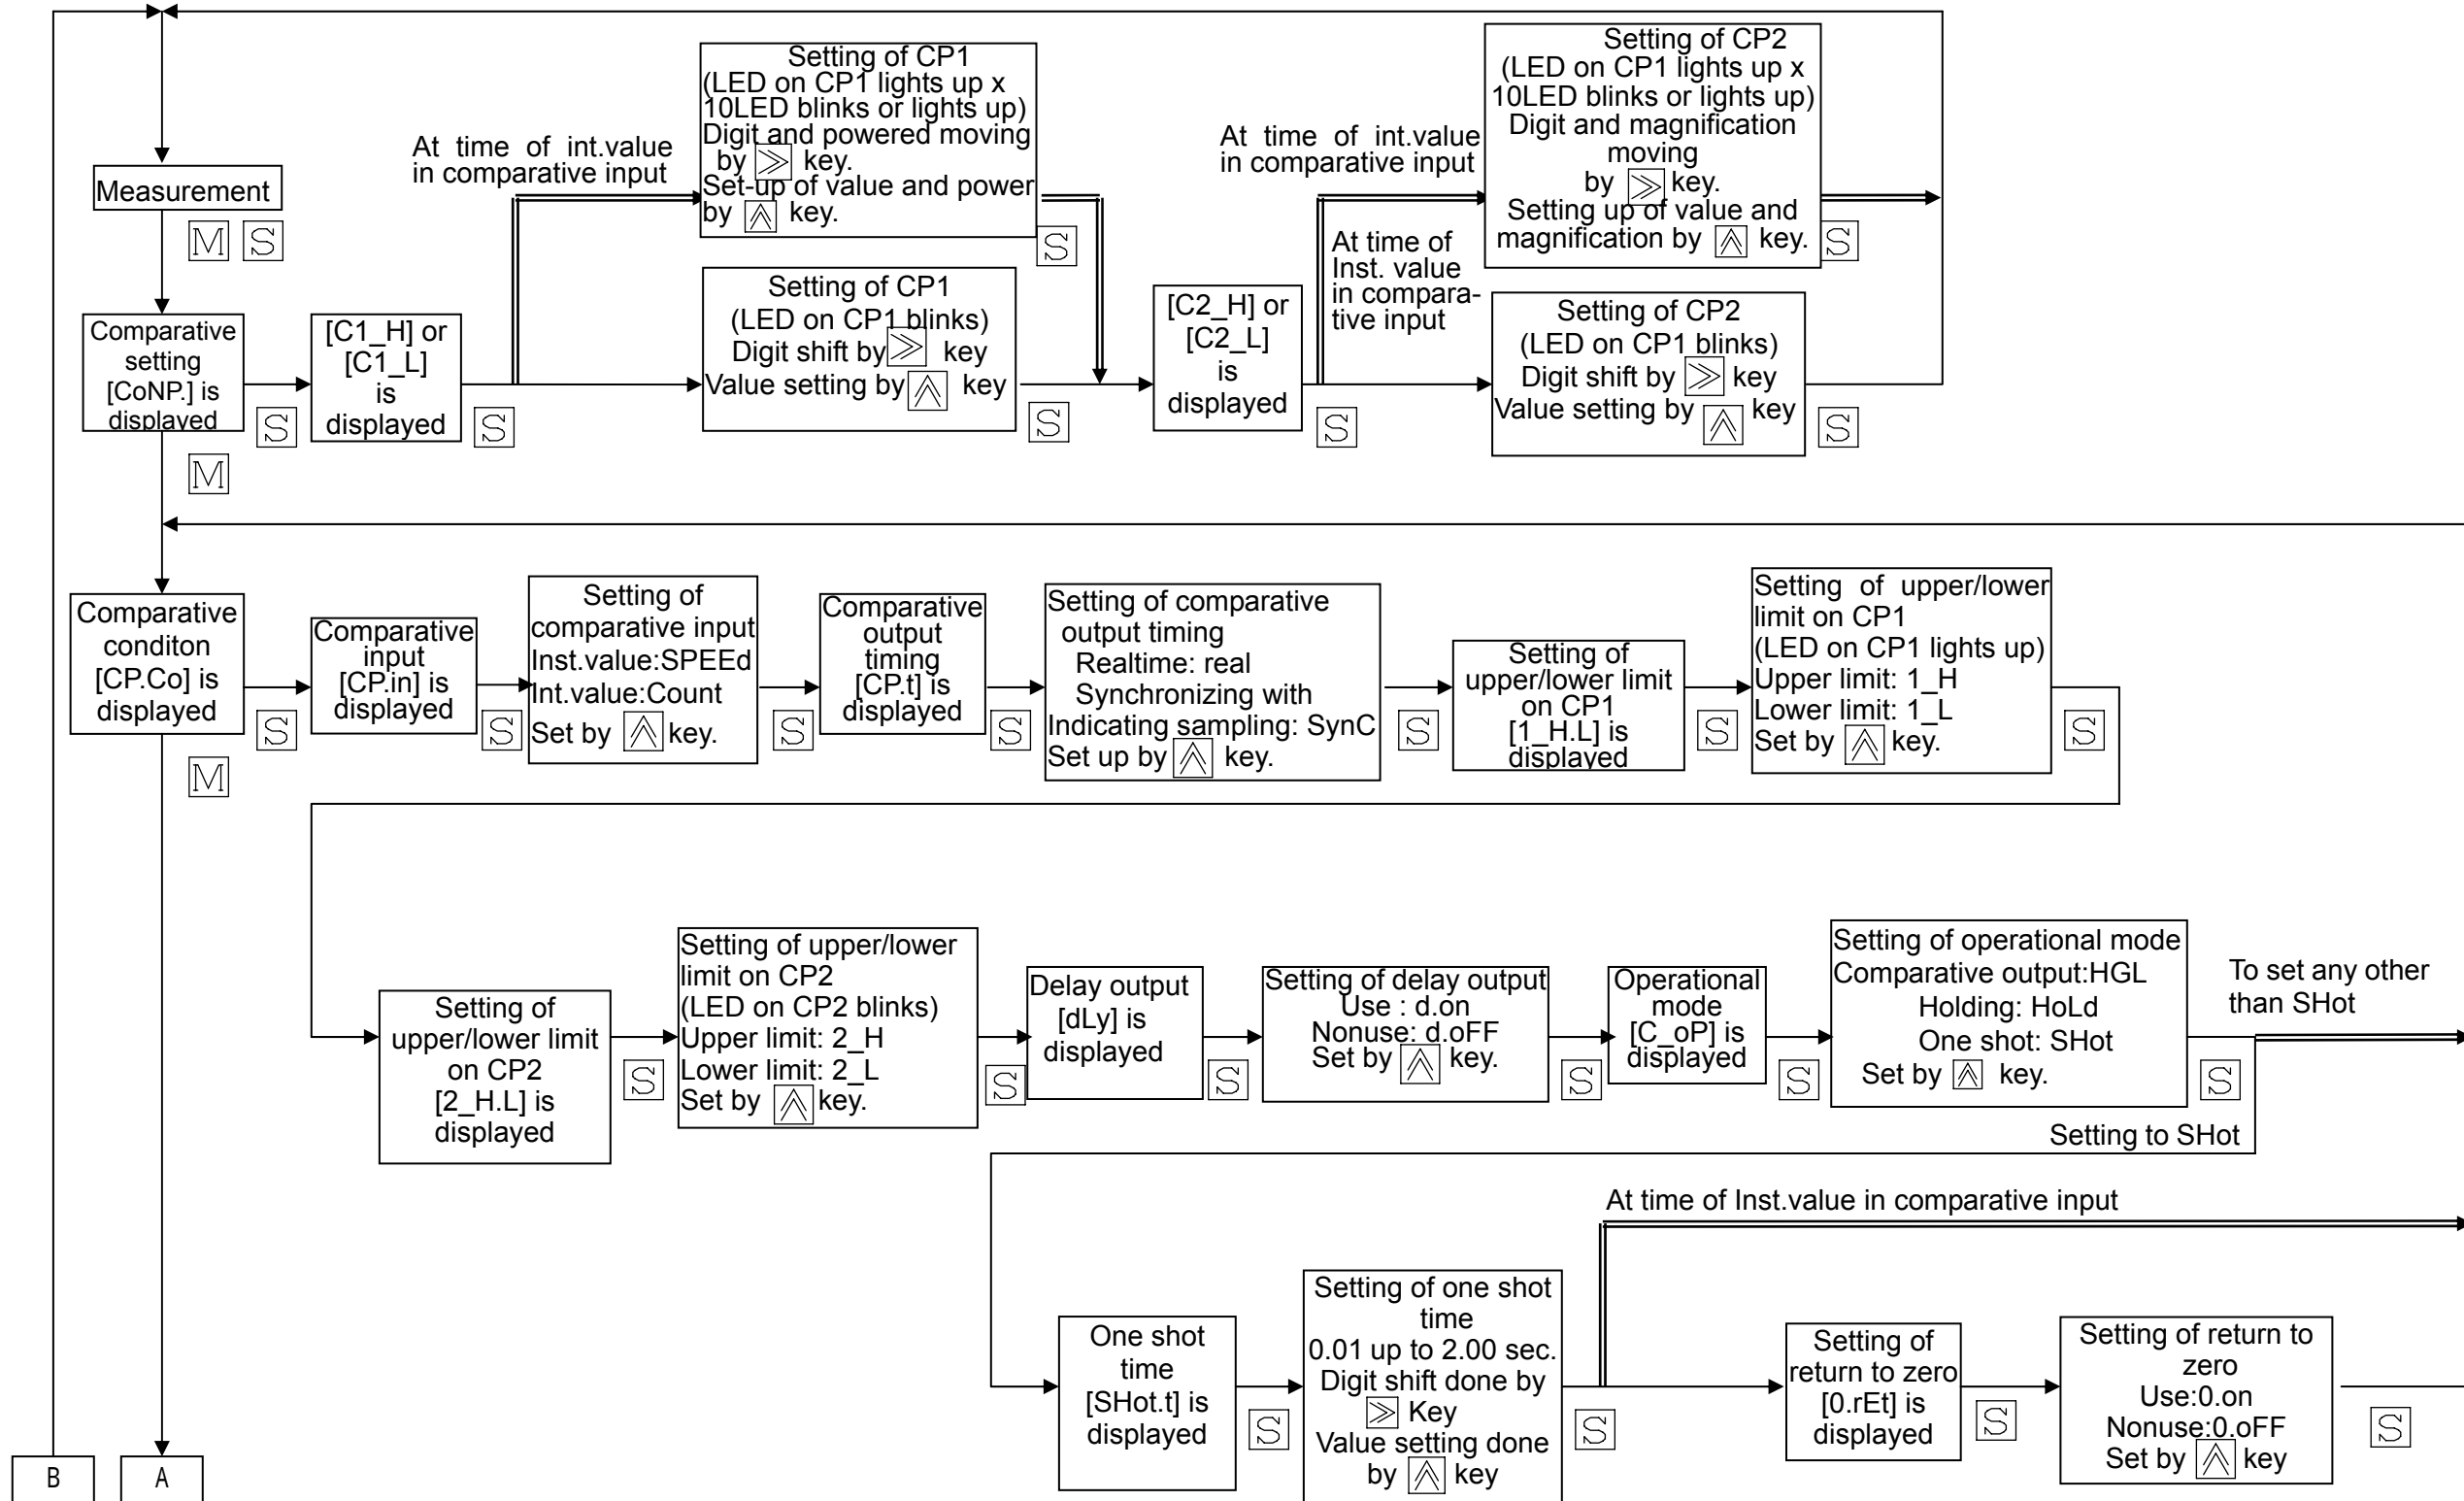 Setting of CP1
(LED on CP1 lights up x
10LED blinks or lights up)
Digit and powered moving
by ≫ key.
Set-up of value and power
by ︽ key.
Setting of CP2
(LED on CP1 lights up x
10LED blinks or lights up)
Digit and magnification
moving
by ≫ key.
Setting up of value and
magnification by ︽ key.
At time of int.value
in comparative input
At time of int.value
in comparative input
Measurement
M S
S
S
At time of
Inst. value
in compara-
tive input
Comparative
setting
[CoNP.] is
displayed
S
[C1_H] or
[C1_L]
is
displayed
S
Setting of CP1
(LED on CP1 blinks)
Digit shift by ≫ key
Value setting by ︽ key
S
[C2_H] or
[C2_L]
is
displayed
S
Setting of CP2
(LED on CP1 blinks)
Digit shift by ≫ key
Value setting by ︽ key
S
M
Comparative
conditon
[CP.Co] is
displayed
S
Comparative
input
[CP.in] is
displayed
S
Setting of
comparative input
Inst.value:SPEEd
Int.value:Count
Set by ︽ key.
S
Comparative
output
timing
[CP.t] is
displayed
S
Setting of comparative
output timing
Realtime: real
Synchronizing with
Indicating sampling: SynC
Set up by ︽ key.
S
Setting of
upper/lower limit
on CP1
[1_H.L] is
displayed
S
Setting of upper/lower
limit on CP1
(LED on CP1 lights up)
Upper limit: 1_H
Lower limit: 1_L
Set by ︽ key.
S
M
Setting of
upper/lower limit
on CP2
[2_H.L] is
displayed
S
Setting of upper/lower
limit on CP2
(LED on CP2 blinks)
Upper limit: 2_H
Lower limit: 2_L
Set by ︽ key.
S
Delay output
[dLy] is
displayed
S
Setting of delay output
Use : d.on
Nonuse: d.oFF
Set by ︽ key.
S
Operational
mode
[C_oP] is
displayed
S
Setting of operational mode
Comparative output:HGL
Holding: HoLd
One shot: SHot
Set by ︽ key.
S
To set any other
than SHot
Setting to SHot
At time of Inst.value in comparative input
One shot
time
[SHot.t] is
displayed
S
Setting of one shot
time
0.01 up to 2.00 sec.
Digit shift done by
≫ Key
Value setting done
by ︽ key
S
Setting of
return to zero
[0.rEt] is
displayed
S
Setting of return to
zero
Use:0.on
Nonuse:0.oFF
Set by ︽ key
S
B
A